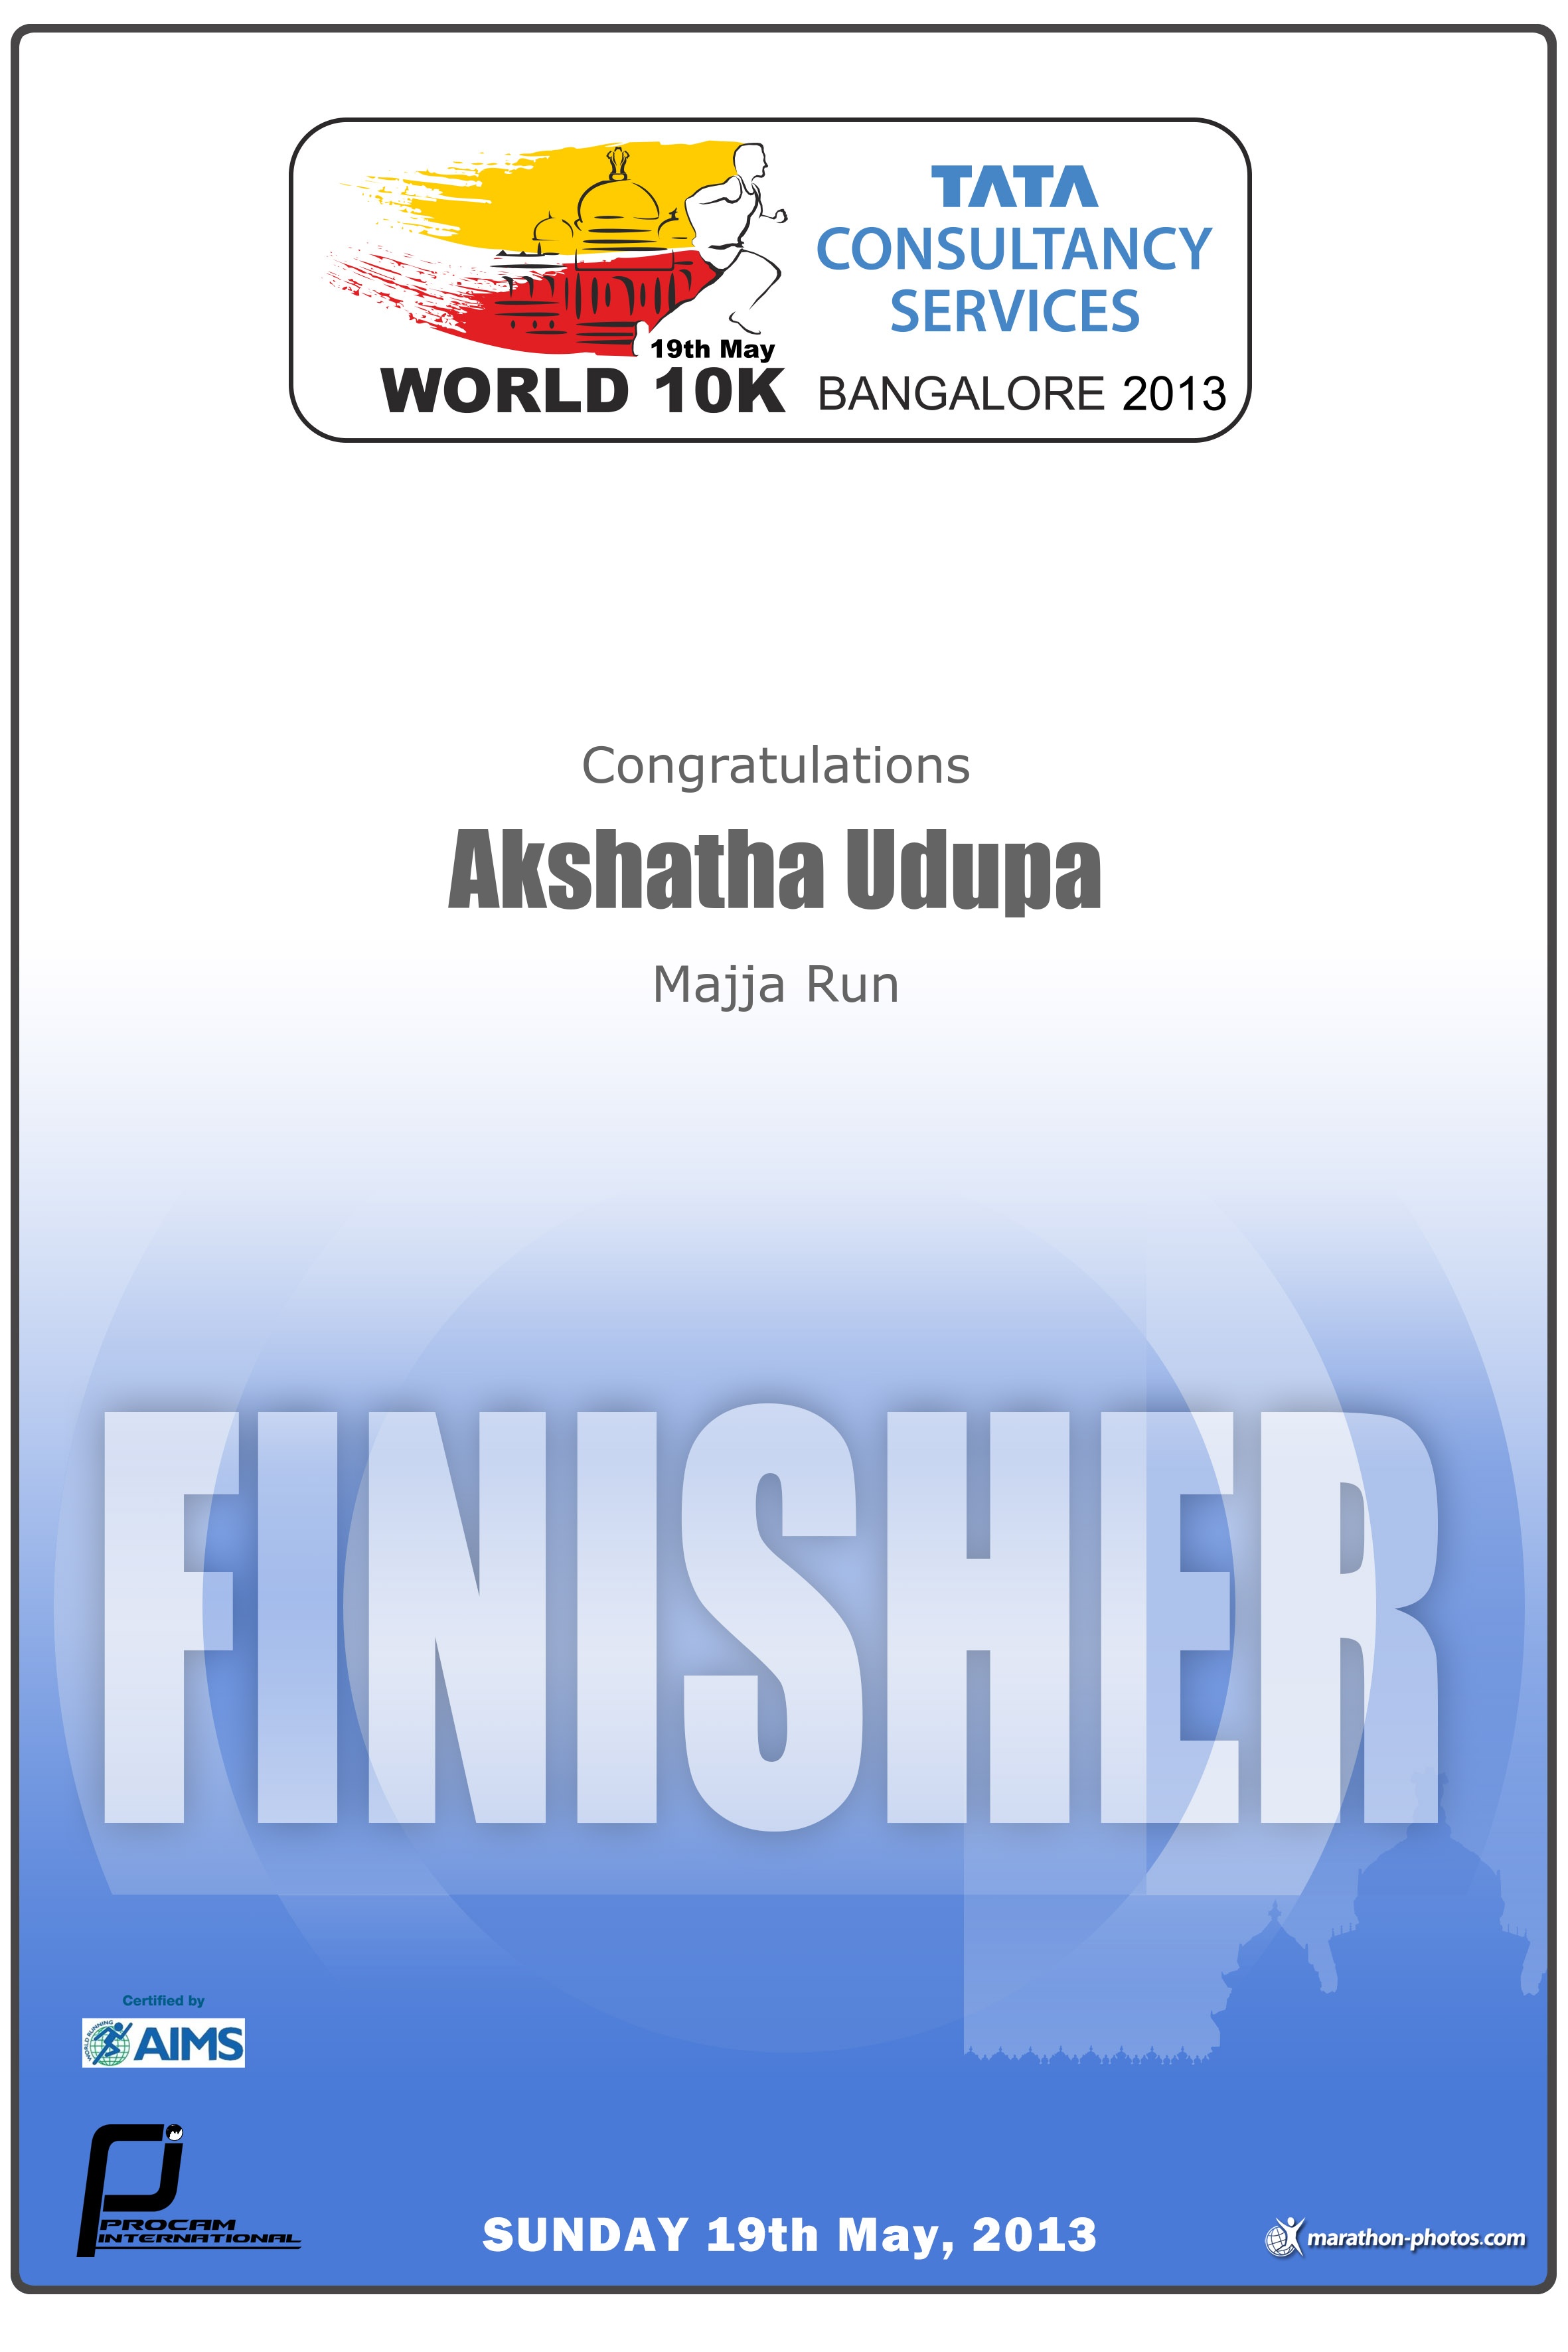 TATA
CONSULTANCY
SERVICES
19th May
WORLD 10K BANGALORE 2013
Congratulations
Akshatha Udupa
Majja Run
FINISHER
Certified by
WORLD RUNNING
AIMS
PROCAM
INTERNATIONAL
SUNDAY 19th May, 2013
marathon-photos.com